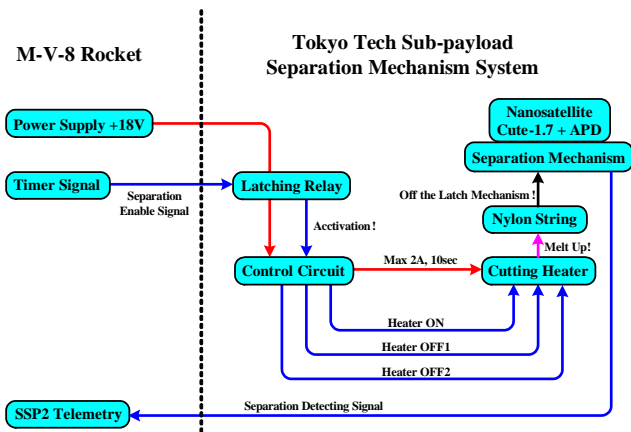 M-V-8 Rocket
Tokyo Tech Sub-payload
Separation Mechanism System
Power Supply +18V
Nanosatellite
Cute-1.7 + APD
Separation Mechanism
Timer Signal
Separation
Enable Signal
Latching Relay
Off the Latch Mechanism !
Nylon String
Acctivation !
Melt Up!
Control Circuit
Max 2A, 10sec
Cutting Heater
Heater ON
Heater OFF1
Heater OFF2
SSP2 Telemetry
Separation Detecting Signal